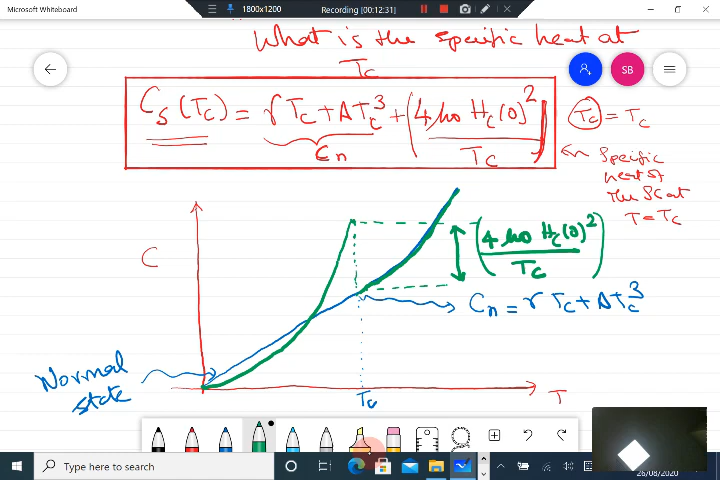 Microsoft Whiteboard
1800x1200
Recording [00:12:31]
What is the specific heat at
Tc
SB
Cs (Tc) = γTc + ATc³ + (4μ0 Hc(0)² / Tc)
Cn
Tc = Tc
Specific
heat of
the SC at
T = Tc
C
(4μ0 Hc(0)² / Tc)
Cn = γTc + ATc³
Normal
state
Tc
T
Type here to search
26/08/2020